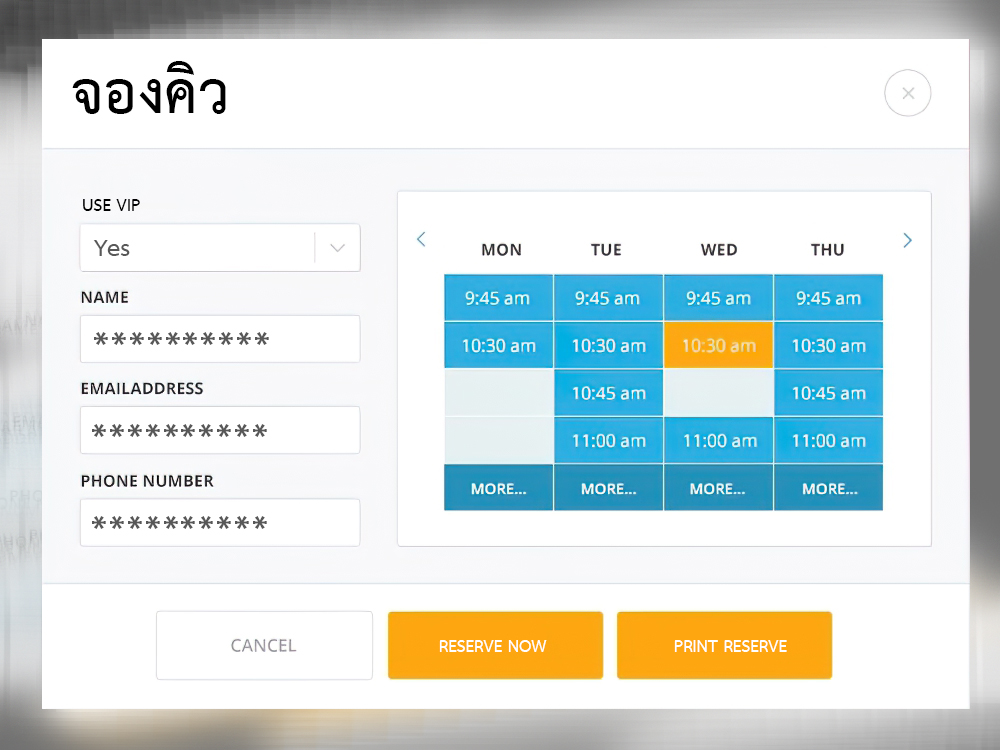 จองคิว
USE VIP
Yes
NAME
**********
EMAILADDRESS
**********
PHONE NUMBER
**********
MON TUE WED THU
9:45 am 9:45 am 9:45 am 9:45 am
10:30 am 10:30 am 10:30 am 10:30 am
10:45 am 10:45 am
11:00 am 11:00 am 11:00 am
MORE... MORE... MORE... MORE...
CANCEL RESERVE NOW PRINT RESERVE